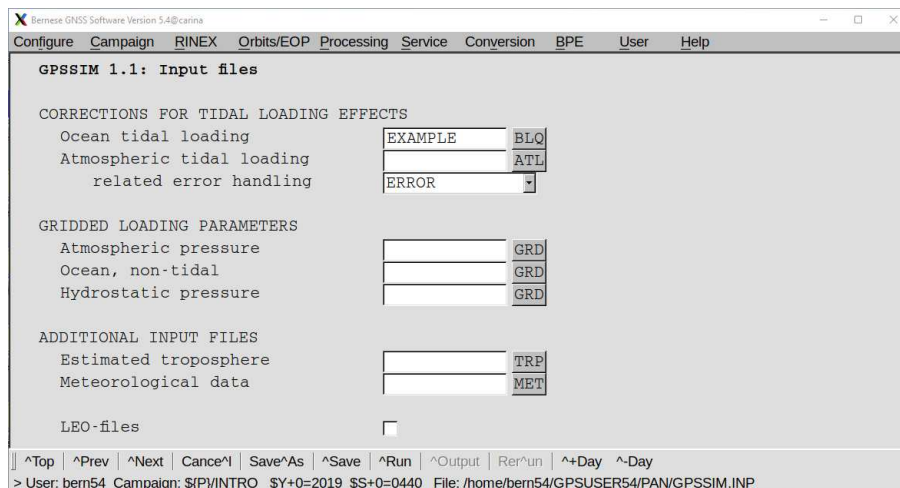 Bernese GNSS Software Version 5.4@carina
Configure Campaign RINEX Orbits/EOP Processing Service Conversion BPE User Help
GPSSIM 1.1: Input files
CORRECTIONS FOR TIDAL LOADING EFFECTS
Ocean tidal loading EXAMPLE BLQ
Atmospheric tidal loading ATL
related error handling ERROR
GRIDDED LOADING PARAMETERS
Atmospheric pressure GRD
Ocean, non-tidal GRD
Hydrostatic pressure GRD
ADDITIONAL INPUT FILES
Estimated troposphere TRP
Meteorological data MET
LEO-files
^Top | ^Prev | ^Next | Cance^l | Save^As | ^Save | ^Run | ^Output | Rer^un | ^+Day ^-Day
> User: bern54 Campaign: ${P}/INTRO $Y+0=2019 $S+0=0440 File: /home/bern54/GPSUSER54/PAN/GPSSIM.INP